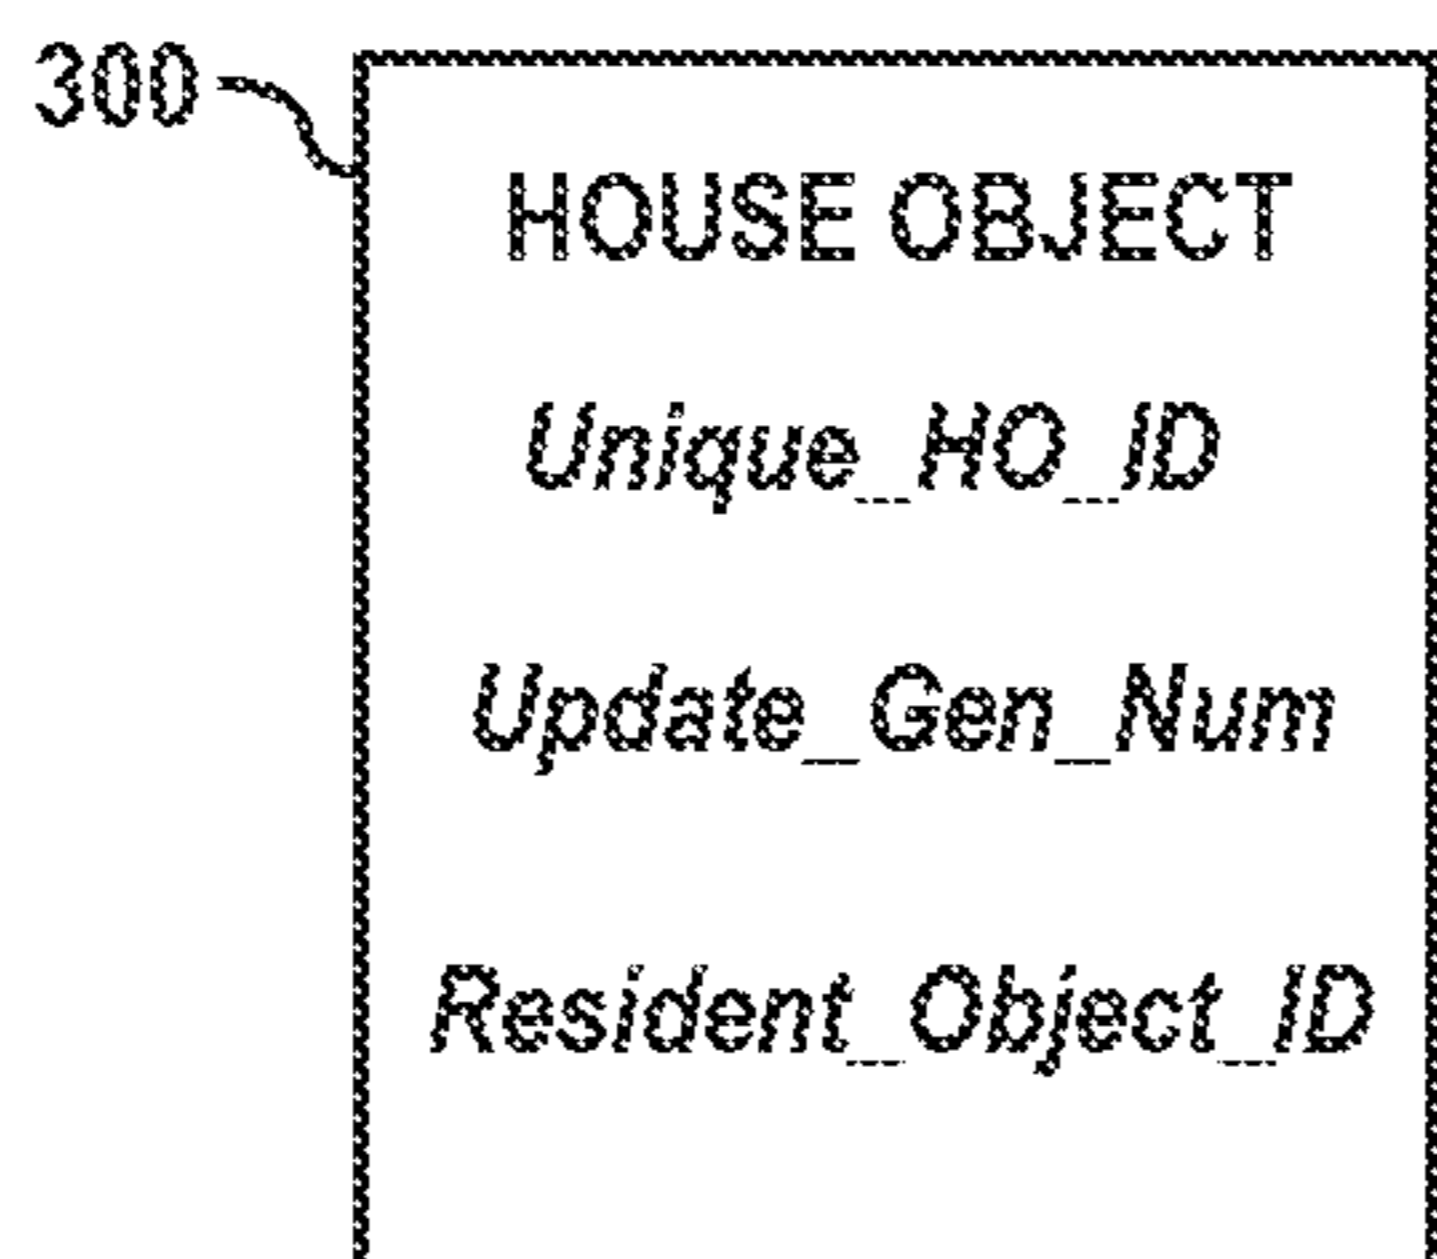 300
HOUSE OBJECT
Unique_HO_ID
Update_Gen_Num
Resident_Object_ID